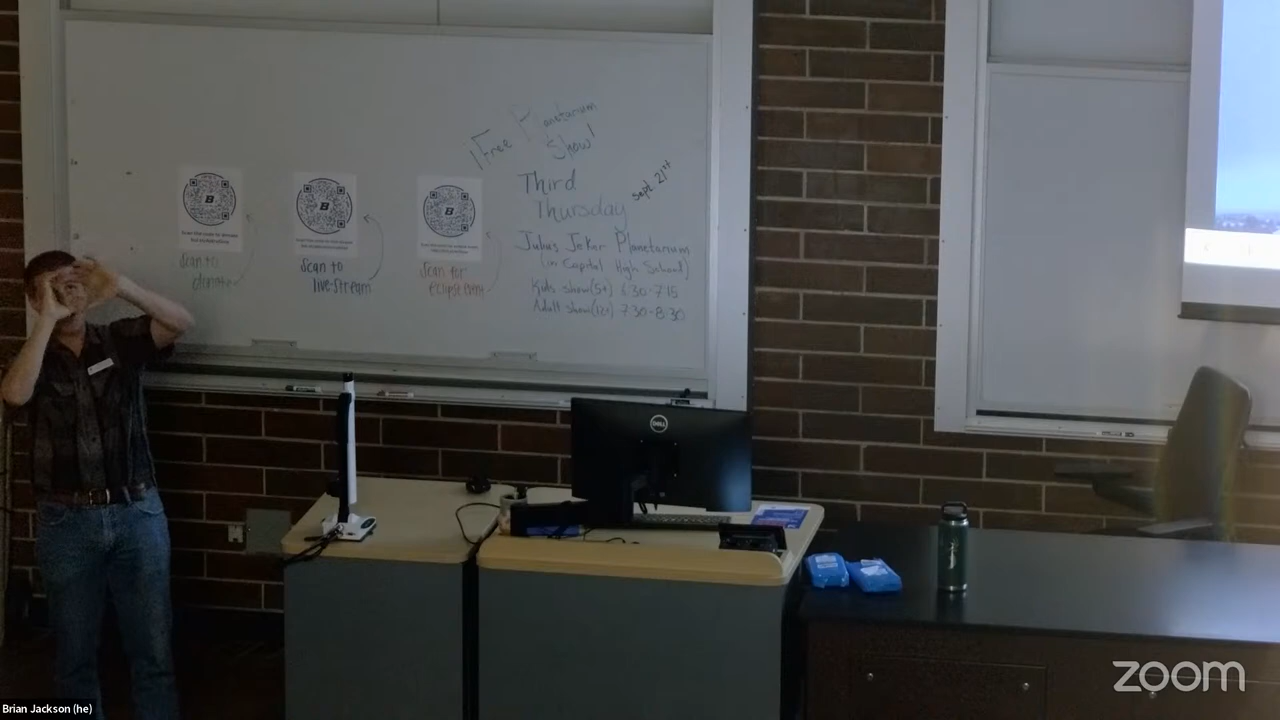 Free Planetarium
Show!
Third
Thursday
Sept 21st
Julius Jeker Planetarium
(in Capital High School)
Kids show(5+) 6:30-7:15
Adult show(12+) 7:30-8:30
B
B
B
Scan to
donate
Scan to
live-stream
Scan for
eclipse event
DELL
Brian Jackson (he)
zoom